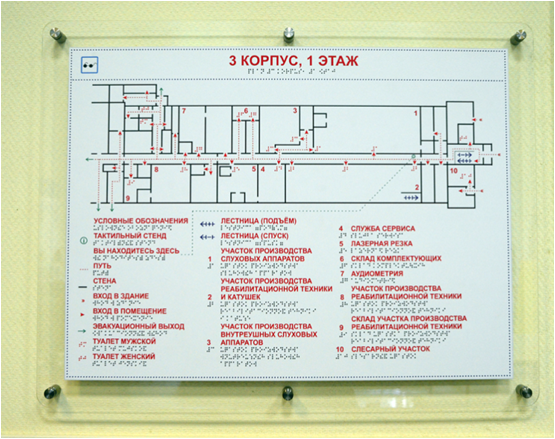 3 КОРПУС, 1 ЭТАЖ
7
6
3
1
8
5
4
2
10
9
УСЛОВНЫЕ ОБОЗНАЧЕНИЯ
ТАКТИЛЬНЫЙ СТЕНД
ВЫ НАХОДИТЕСЬ ЗДЕСЬ
ПУТЬ
СТЕНА
ВХОД В ЗДАНИЕ
ВХОД В ПОМЕЩЕНИЕ
ЭВАКУАЦИОННЫЙ ВЫХОД
ТУАЛЕТ МУЖСКОЙ
ТУАЛЕТ ЖЕНСКИЙ
ЛЕСТНИЦА (ПОДЪЁМ)
ЛЕСТНИЦА (СПУСК)
УЧАСТОК ПРОИЗВОДСТВА
1 СЛУХОВЫХ АППАРАТОВ
УЧАСТОК ПРОИЗВОДСТВА
РЕАБИЛИТАЦИОННОЙ ТЕХНИКИ
2 И КАТУШЕК
УЧАСТОК ПРОИЗВОДСТВА
ВНУТРЕУШНЫХ СЛУХОВЫХ
3 АППАРАТОВ
4 СЛУЖБА СЕРВИСА
5 ЛАЗЕРНАЯ РЕЗКА
6 СКЛАД КОМПЛЕКТУЮЩИХ
7 АУДИОМЕТРИЯ
УЧАСТОК ПРОИЗВОДСТВА
8 РЕАБИЛИТАЦИОННОЙ ТЕХНИКИ
СКЛАД УЧАСТКА ПРОИЗВОДСТВА
9 РЕАБИЛИТАЦИОННОЙ ТЕХНИКИ
10 СЛЕСАРНЫЙ УЧАСТОК